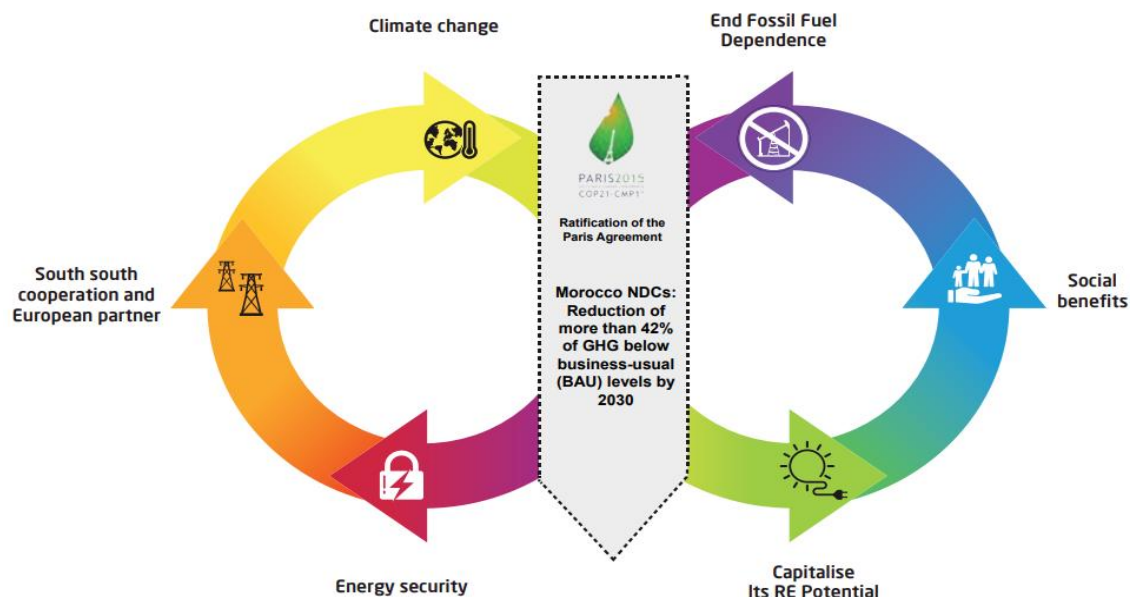 Climate change
End Fossil Fuel
Dependence
PARIS2015
COP21·CMP11
Ratification of the
Paris Agreement
South south
cooperation and
European partner
Morocco NDCs:
Reduction of
more than 42%
of GHG below
business-usual
(BAU) levels by
2030
Social
benefits
Energy security
Capitalise
Its RE Potential